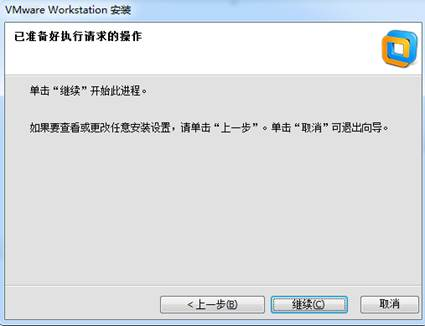 VMware Workstation 安装
已准备好执行请求的操作
单击“继续”开始此进程。
如果要查看或更改任意安装设置，请单击“上一步”。单击“取消”可退出向导。
<上一步(B)
继续(C)
取消